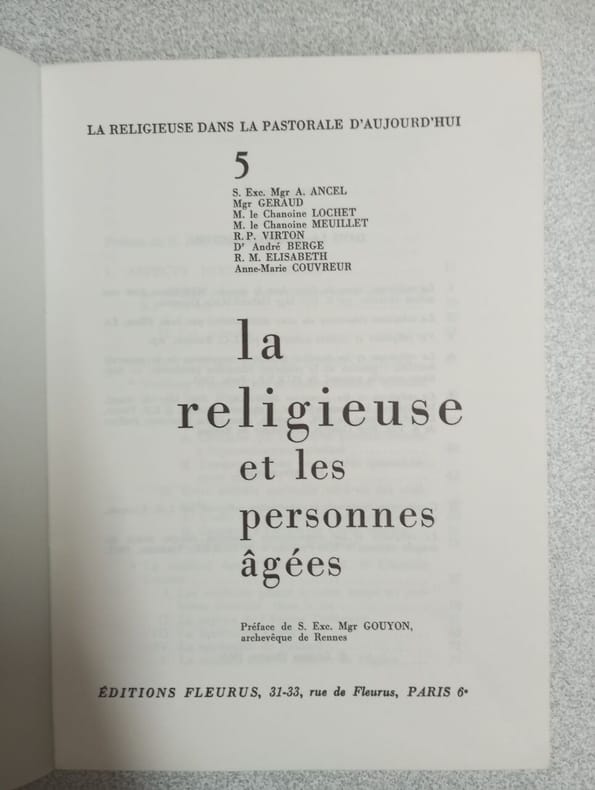 LA RELIGIEUSE DANS LA PASTORALE D'AUJOURD'HUI
5
S. Exc. Mgr A. ANCEL
Mgr GERAUD
M. le Chanoine LOCHET
M. le Chanoine MEUILLET
R. P. VIRTON
Dr André BERGE
R. M. ELISABETH
Anne-Marie COUVREUR
la
religieuse
et les
personnes
âgées
Préface de S. Exc. Mgr GOUYON,
archevêque de Rennes
ÉDITIONS FLEURUS, 31-33, rue de Fleurus, PARIS 6e